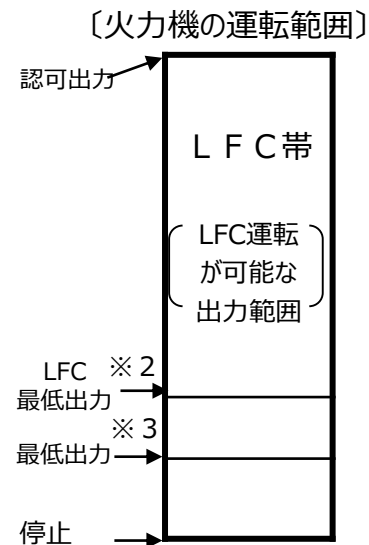 〔火力機の運転範囲〕
認可出力
ＬＦＣ帯
LFC運転
が可能な
出力範囲
LFC ※２
最低出力
※３
最低出力
停止